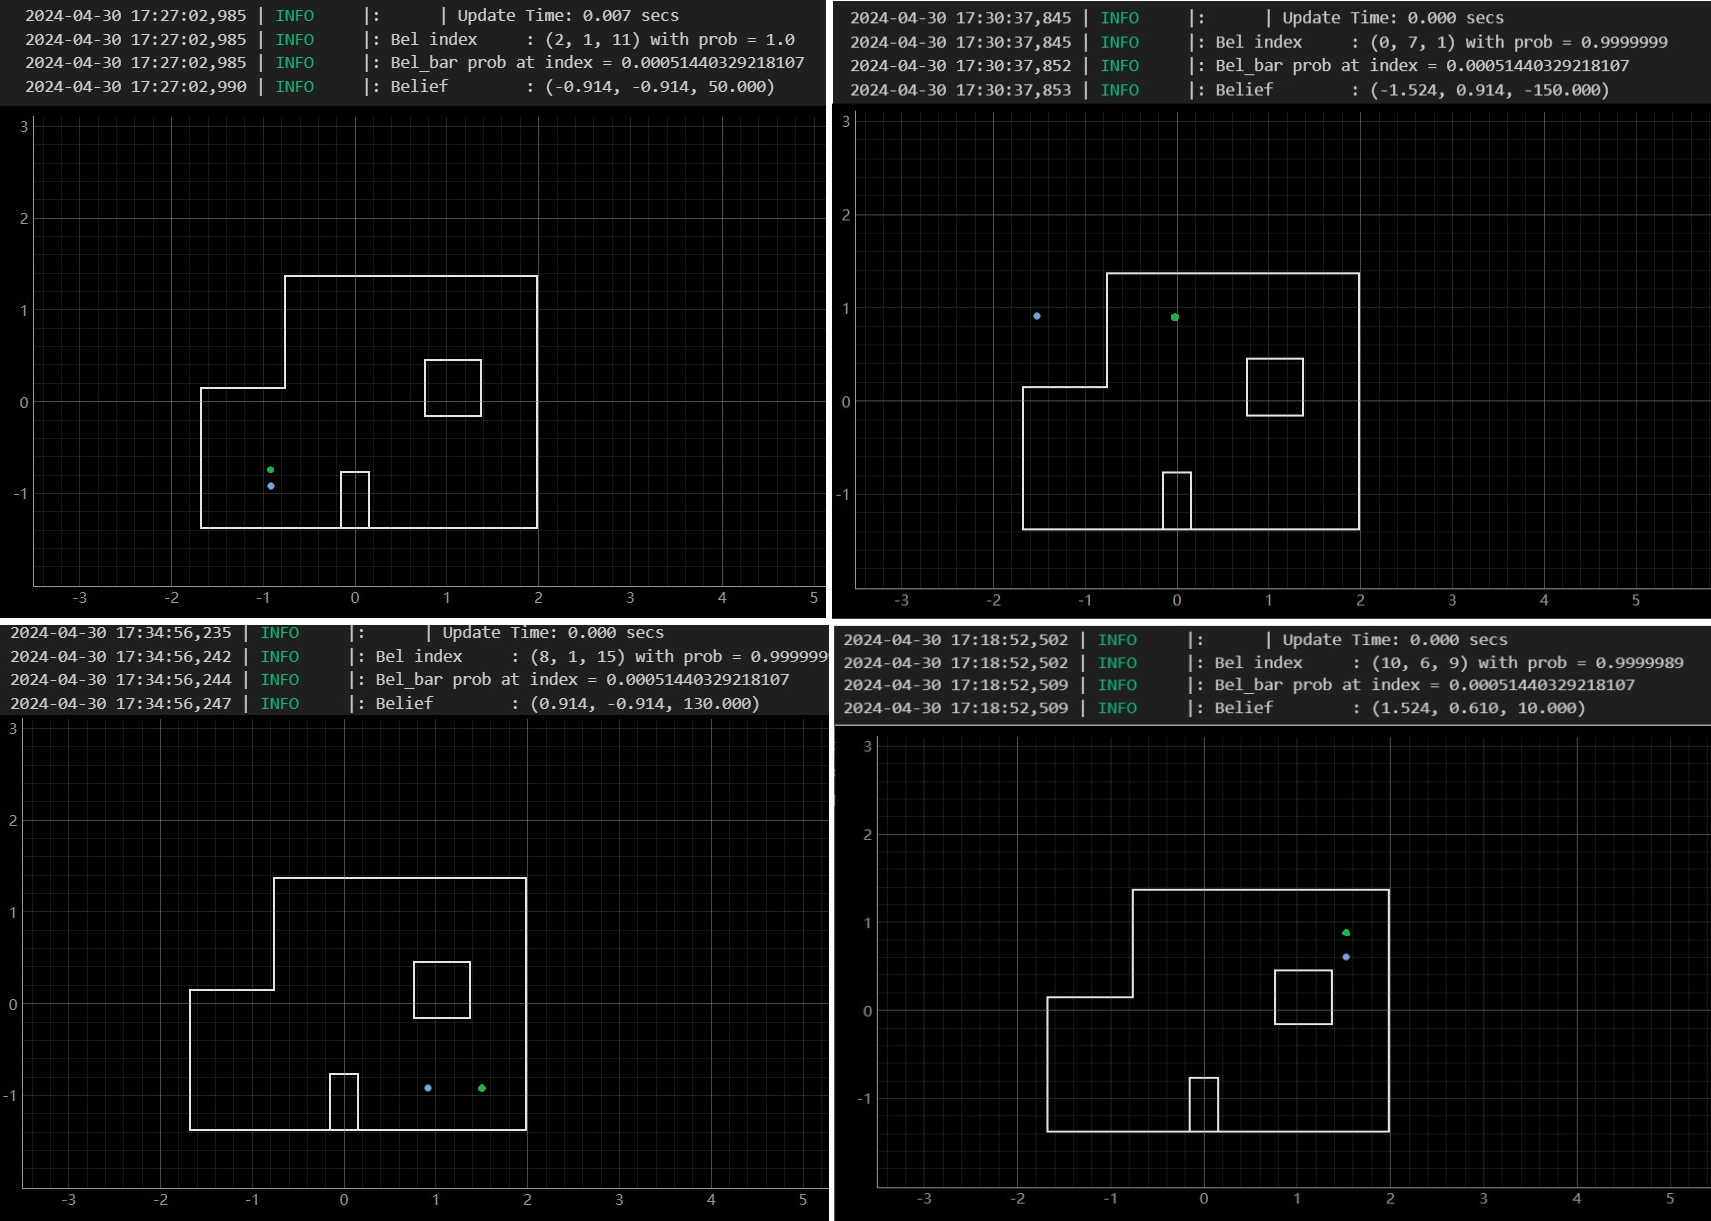 2024-04-30 17:27:02,985 | INFO     |:      | Update Time: 0.007 secs
2024-04-30 17:27:02,985 | INFO     |: Bel index     : (2, 1, 11) with prob = 1.0
2024-04-30 17:27:02,985 | INFO     |: Bel_bar prob at index = 0.00051440329218107
2024-04-30 17:27:02,990 | INFO     |: Belief        : (-0.914, -0.914, 50.000)
3
2
1
0
-1
-3 -2 -1 0 1 2 3 4 5
2024-04-30 17:30:37,845 | INFO     |:      | Update Time: 0.000 secs
2024-04-30 17:30:37,845 | INFO     |: Bel index     : (0, 7, 1) with prob = 0.9999999
2024-04-30 17:30:37,852 | INFO     |: Bel_bar prob at index = 0.00051440329218107
2024-04-30 17:30:37,853 | INFO     |: Belief        : (-1.524, 0.914, -150.000)
3
2
1
0
-1
-3 -2 -1 0 1 2 3 4 5
2024-04-30 17:34:56,235 | INFO     |:      | Update Time: 0.000 secs
2024-04-30 17:34:56,242 | INFO     |: Bel index     : (8, 1, 15) with prob = 0.999999
2024-04-30 17:34:56,244 | INFO     |: Bel_bar prob at index = 0.00051440329218107
2024-04-30 17:34:56,247 | INFO     |: Belief        : (0.914, -0.914, 130.000)
3
2
1
0
-1
-3 -2 -1 0 1 2 3 4 5
2024-04-30 17:18:52,502 | INFO     |:      | Update Time: 0.000 secs
2024-04-30 17:18:52,502 | INFO     |: Bel index     : (10, 6, 9) with prob = 0.9999989
2024-04-30 17:18:52,509 | INFO     |: Bel_bar prob at index = 0.00051440329218107
2024-04-30 17:18:52,509 | INFO     |: Belief        : (1.524, 0.610, 10.000)
3
2
1
0
-1
-3 -2 -1 0 1 2 3 4 5